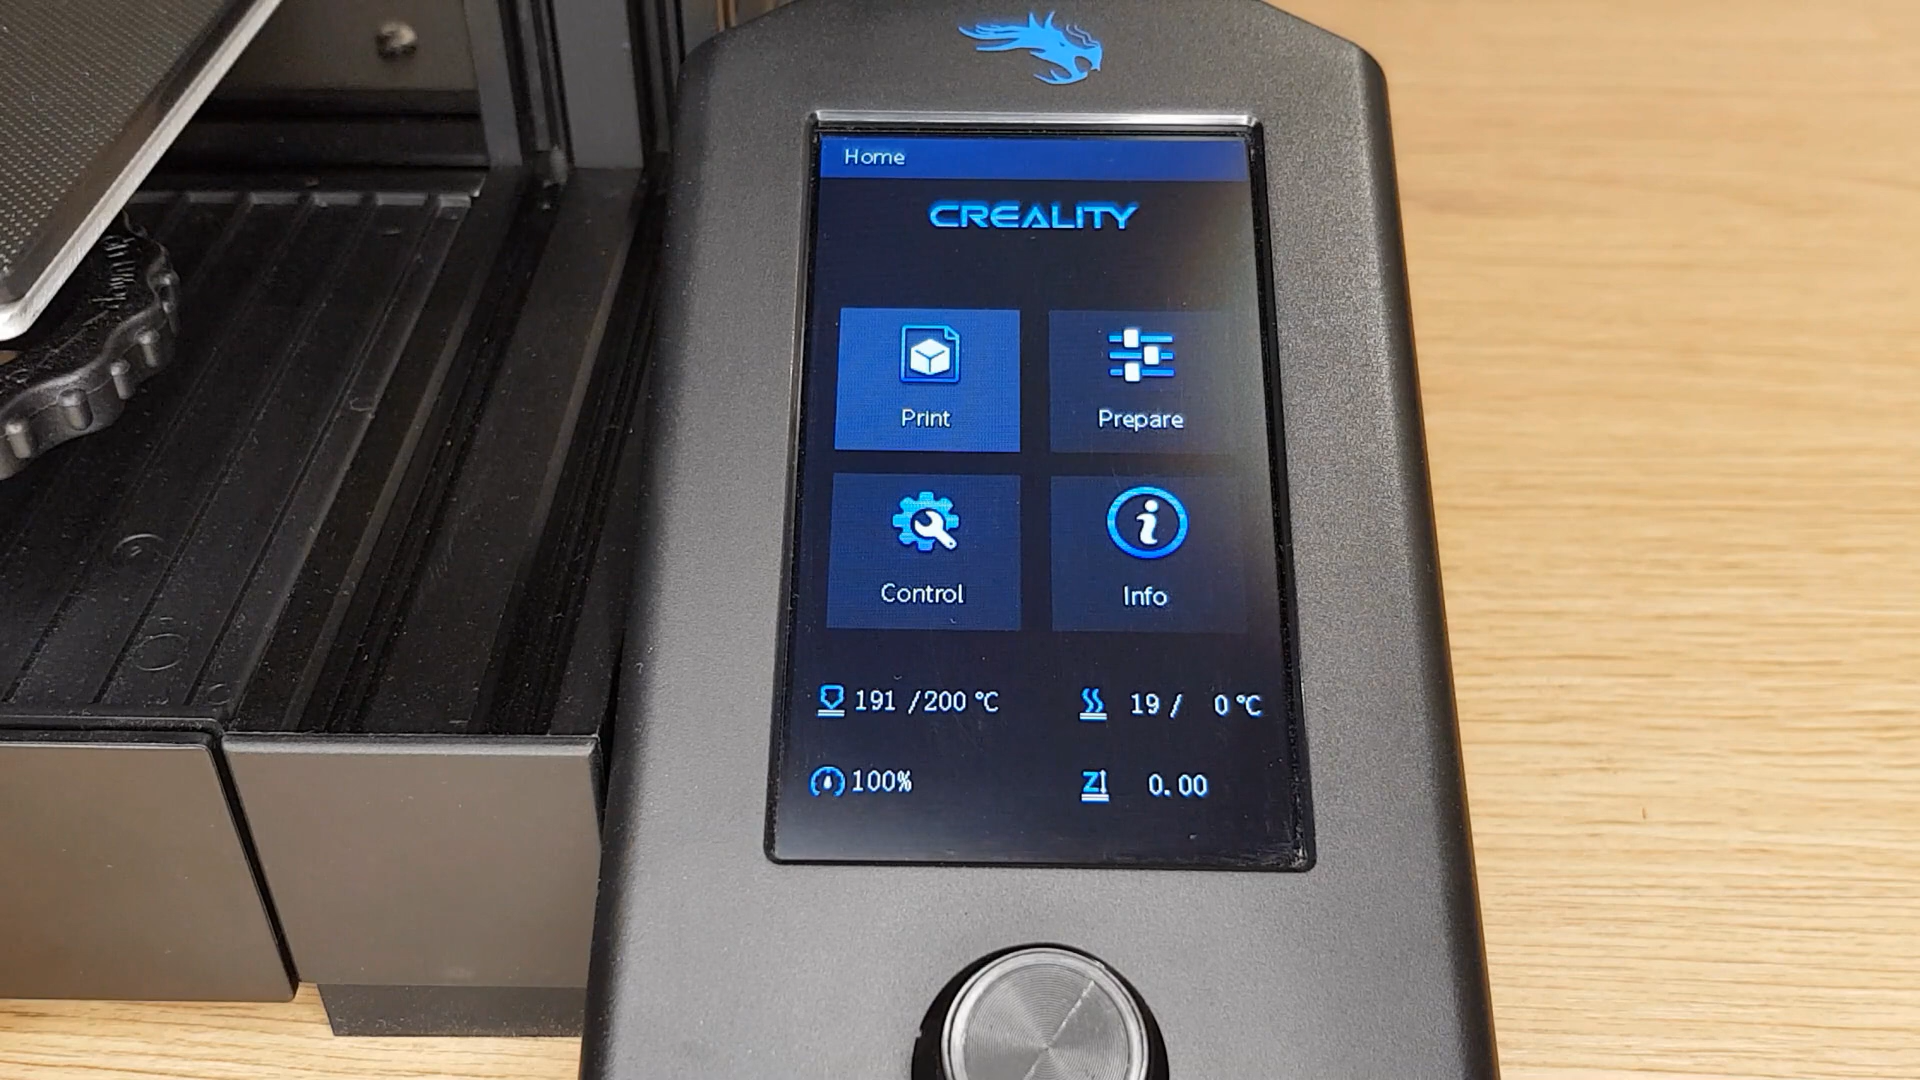 Home
CREALITY
Print
Prepare
Control
Info
191 /200 °C
19 / 0 °C
100%
Z 0.00